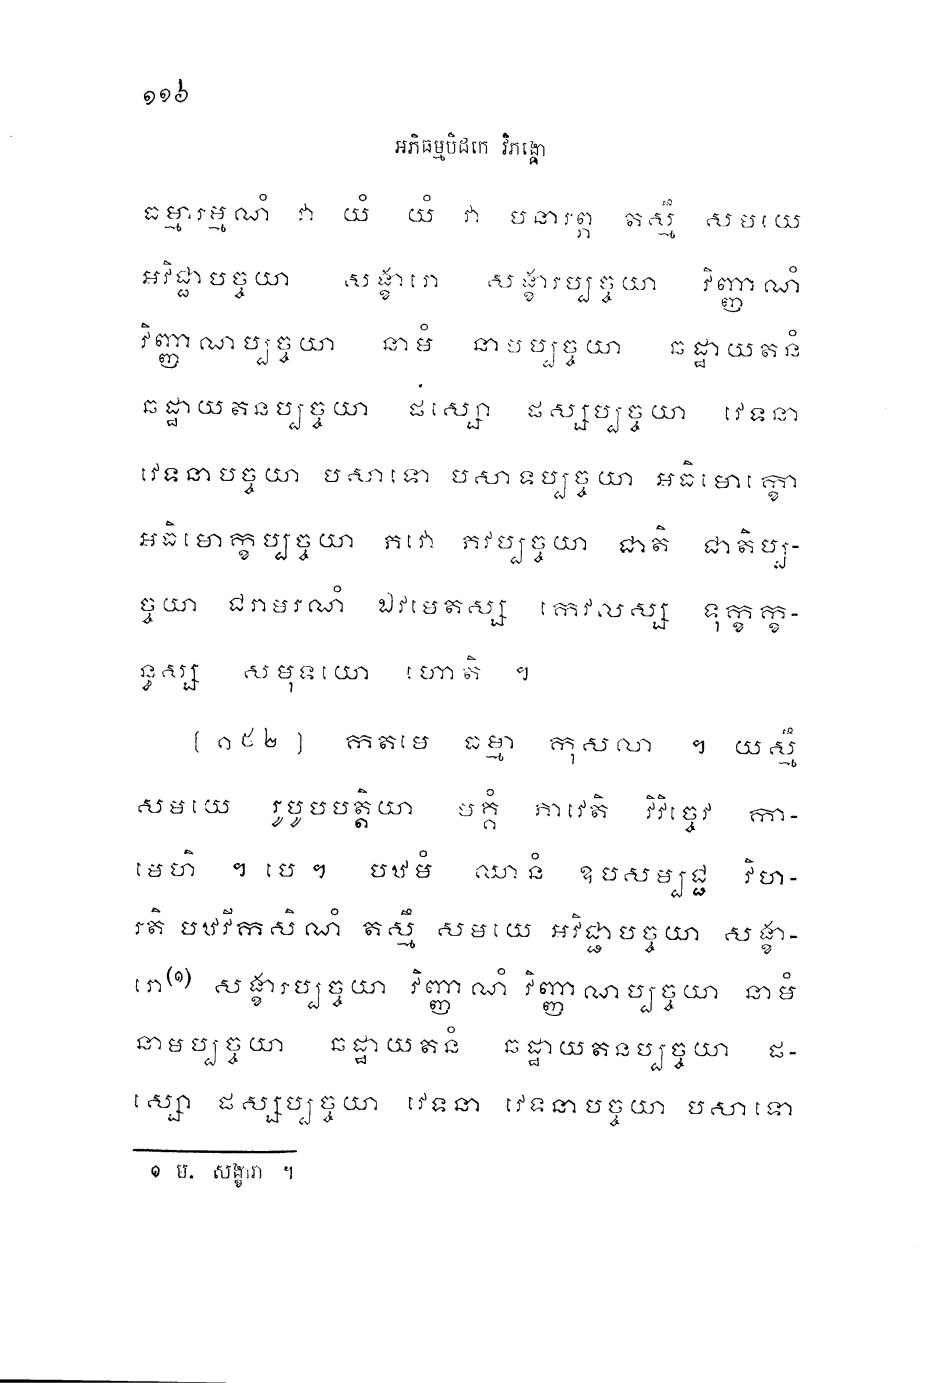 ១១៦
អភិធម្មបិដកេ វិភង្គោ
ធម្មារម្មណំ វា យំ យំ វា បនារព្ភ តស្មឹ សមយេ
អវិជ្ជាបច្ចយា សង្ខារោ សង្ខារប្បច្ចយា វិញ្ញាណំ
វិញ្ញាណប្បច្ចយា នាមំ នាមប្បច្ចយា ឆដ្ឋាយតនំ
ឆដ្ឋាយតនប្បច្ចយា ផស្សោ ផស្សប្បច្ចយា វេទនា
វេទនាបច្ចយា បសាទោ បសាទប្បច្ចយា អធិមោក្ខោ
អធិមោក្ខប្បច្ចយា ភវោ ភវប្បច្ចយា ជាតិ ជាតិប្ប-
ច្ចយា ជរាមរណំ ឯវមេតស្ស កេវលស្ស ទុក្ខក្ខ-
ន្ធស្ស សមុទយោ ហោតិ ។
[១៥២] កតមេ ធម្មា កុសលា ។ យស្មឹ
សមយេ រូបូបបត្តិយា មគ្គំ ភាវេតិ វិវិច្ចេវ កា-
មេហិ ។ បេ ។ បឋមំ ឈានំ ឧបសម្បជ្ជ វិហ-
រតិ បឋវីកសិណំ តស្មឹ សមយេ អវិជ្ជាបច្ចយា សង្ខា-
រោ(១) សង្ខារប្បច្ចយា វិញ្ញាណំ វិញ្ញាណប្បច្ចយា នាមំ
នាមប្បច្ចយា ឆដ្ឋាយតនំ ឆដ្ឋាយតនប្បច្ចយា ផ-
ស្សោ ផស្សប្បច្ចយា វេទនា វេទនាបច្ចយា បសាទោ
១ ម. សង្ខារោ ។